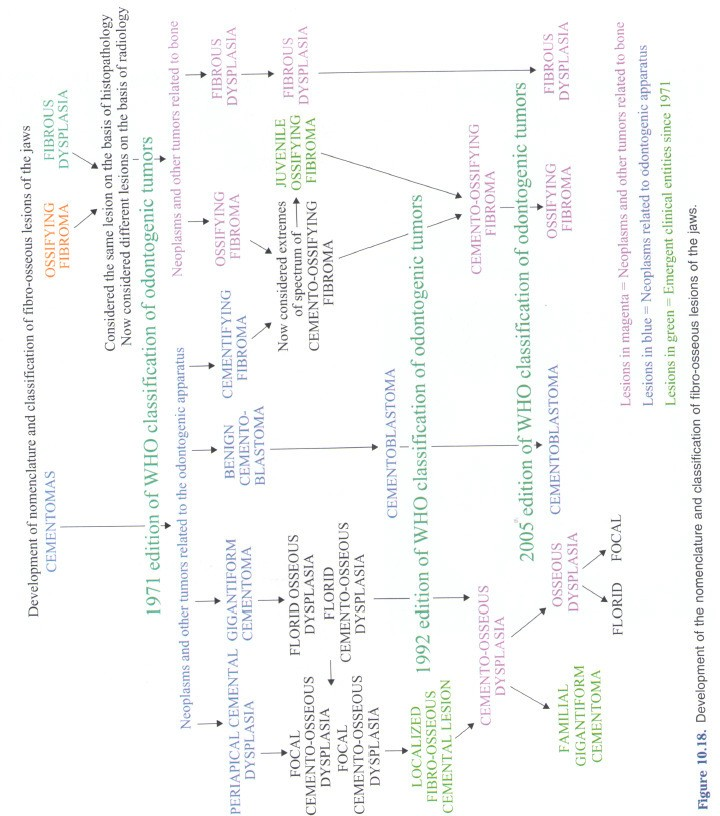 Development of nomenclature and classification of fibro-osseous lesions of the jaws
CEMENTOMAS
OSSIFYING
FIBROMA
FIBROUS
DYSPLASIA
Considered the same lesion on the basis of histopathology
Now considered different lesions on the basis of radiology
1971 edition of WHO classification of odontogenic tumors
Neoplasms and other tumors related to the odontogenic apparatus
Neoplasms and other tumors related to bone
PERIAPICAL CEMENTAL
DYSPLASIA
GIGANTIFORM
CEMENTOMA
BENIGN
CEMENTO-
BLASTOMA
CEMENTIFYING
FIBROMA
OSSIFYING
FIBROMA
FIBROUS
DYSPLASIA
FOCAL
CEMENTO-OSSEOUS
DYSPLASIA
FOCAL
CEMENTO-OSSEOUS
DYSPLASIA
FLORID OSSEOUS
DYSPLASIA
FLORID
CEMENTO-OSSEOUS
DYSPLASIA
Now considered extremes
of spectrum of
CEMENTO-OSSIFYING
FIBROMA
JUVENILE
OSSIFYING
FIBROMA
FIBROUS
DYSPLASIA
CEMENTOBLASTOMA
LOCALIZED
FIBRO-OSSEOUS
CEMENTAL LESION
1992 edition of WHO classification of odontogenic tumors
CEMENTO-OSSEOUS
DYSPLASIA
CEMENTO-OSSIFYING
FIBROMA
2005 edition of WHO classification of odontogenic tumors
FAMILIAL
GIGANTIFORM
CEMENTOMA
OSSEOUS
DYSPLASIA
FLORID
FOCAL
CEMENTOBLASTOMA
OSSIFYING
FIBROMA
FIBROUS
DYSPLASIA
Lesions in magenta = Neoplasms and other tumors related to bone
Lesions in blue = Neoplasms related to odontogenic apparatus
Lesions in green = Emergent clinical entities since 1971
Figure 10.18. Development of the nomenclature and classification of fibro-osseous lesions of the jaws.